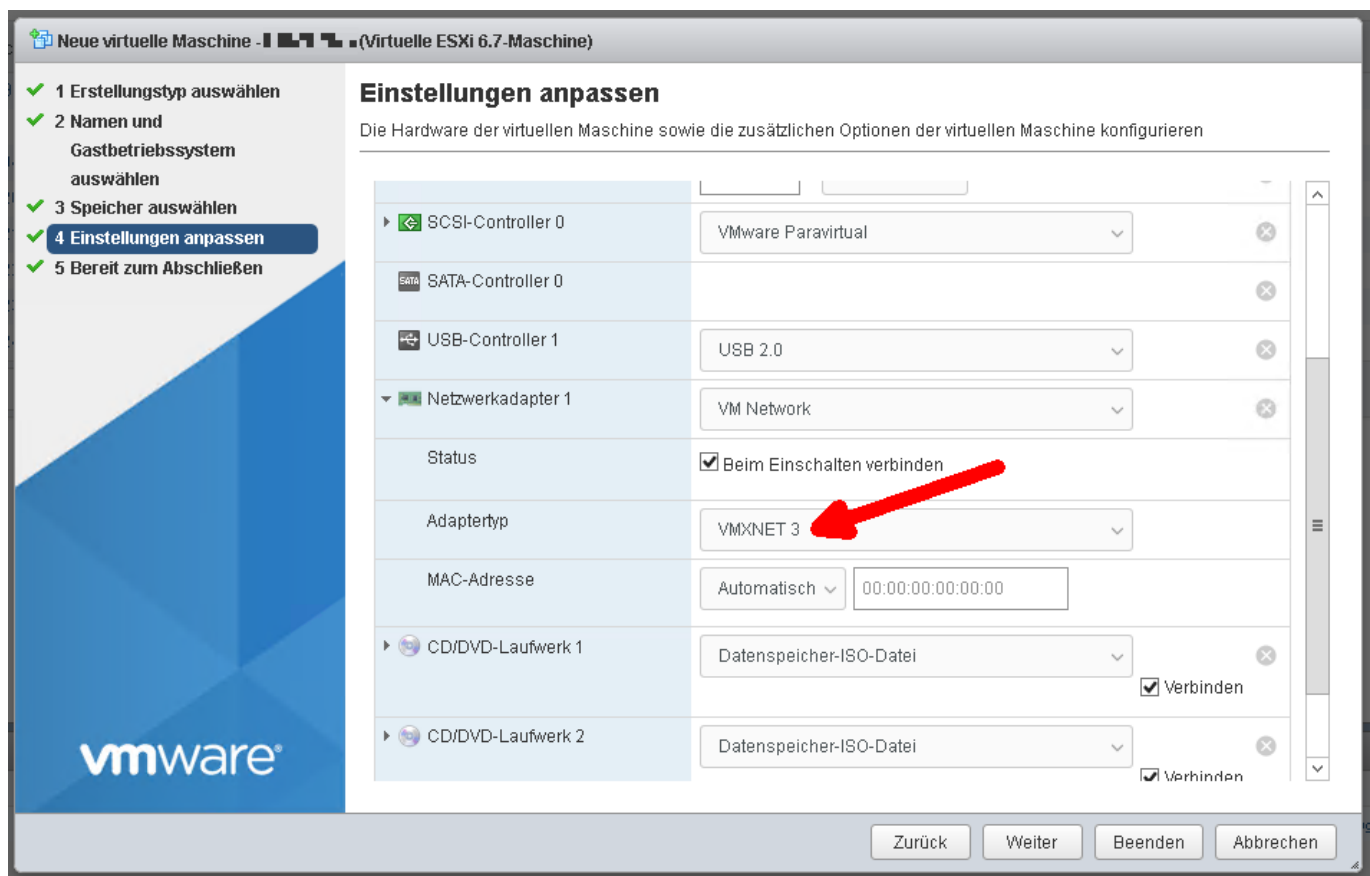 Neue virtuelle Maschine - (Virtuelle ESXi 6.7-Maschine)
1 Erstellungstyp auswählen
2 Namen und
Gastbetriebssystem
auswählen
3 Speicher auswählen
4 Einstellungen anpassen
5 Bereit zum Abschließen
vmware®
Einstellungen anpassen
Die Hardware der virtuellen Maschine sowie die zusätzlichen Optionen der virtuellen Maschine konfigurieren
SCSI-Controller 0 VMware Paravirtual
SATA SATA-Controller 0
USB-Controller 1 USB 2.0
Netzwerkadapter 1 VM Network
Status Beim Einschalten verbinden
Adaptertyp VMXNET 3
MAC-Adresse Automatisch 00:00:00:00:00:00
CD/DVD-Laufwerk 1 Datenspeicher-ISO-Datei
Verbinden
CD/DVD-Laufwerk 2 Datenspeicher-ISO-Datei
Verbinden
Zurück Weiter Beenden Abbrechen